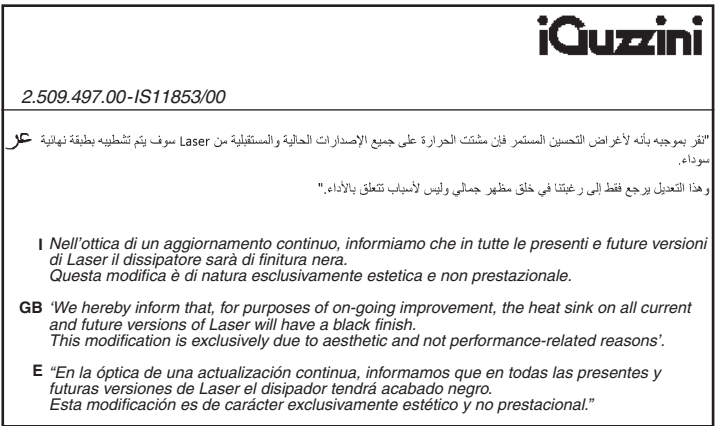 iGuzzini
2.509.497.00-IS11853/00
عر "نقر بموجبه بأنه لأغراض التحسين المستمر فإن مشتت الحرارة على جميع الإصدارات الحالية والمستقبلية من Laser سوف يتم تشطيبه بطبقة نهائية
سوداء.
وهذا التعديل يرجع فقط إلى رغبتنا في خلق مظهر جمالي وليس لأسباب تتعلق بالأداء."
I Nell'ottica di un aggiornamento continuo, informiamo che in tutte le presenti e future versioni
di Laser il dissipatore sarà di finitura nera.
Questa modifica è di natura esclusivamente estetica e non prestazionale.
GB 'We hereby inform that, for purposes of on-going improvement, the heat sink on all current
and future versions of Laser will have a black finish.
This modification is exclusively due to aesthetic and not performance-related reasons'.
E “En la óptica de una actualización continua, informamos que en todas las presentes y
futuras versiones de Laser el disipador tendrá acabado negro.
Esta modificación es de carácter exclusivamente estético y no prestacional.”